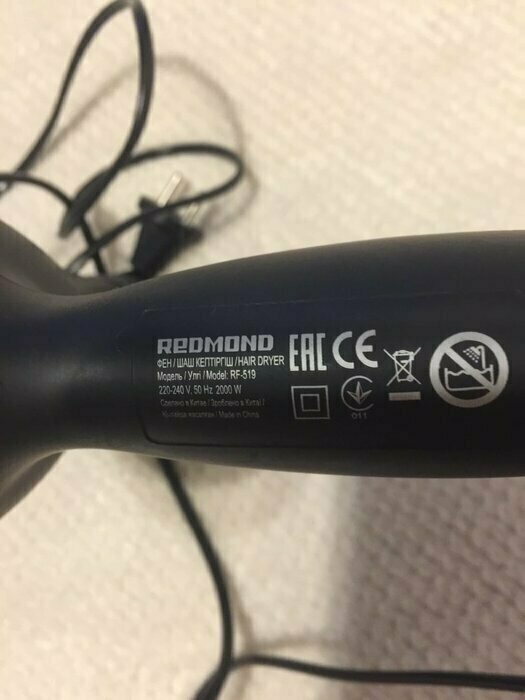 REDMOND
ФЕН / ШАШ КЕПТІРГІШ / HAIR DRYER
Модель / Үлгі / Model: RF-519
220-240 V, 50 Hz 2000 W
Сделано в Китае / Зроблено в Китаї /
Қытайда жасалған / Made in China
EAC CE
011